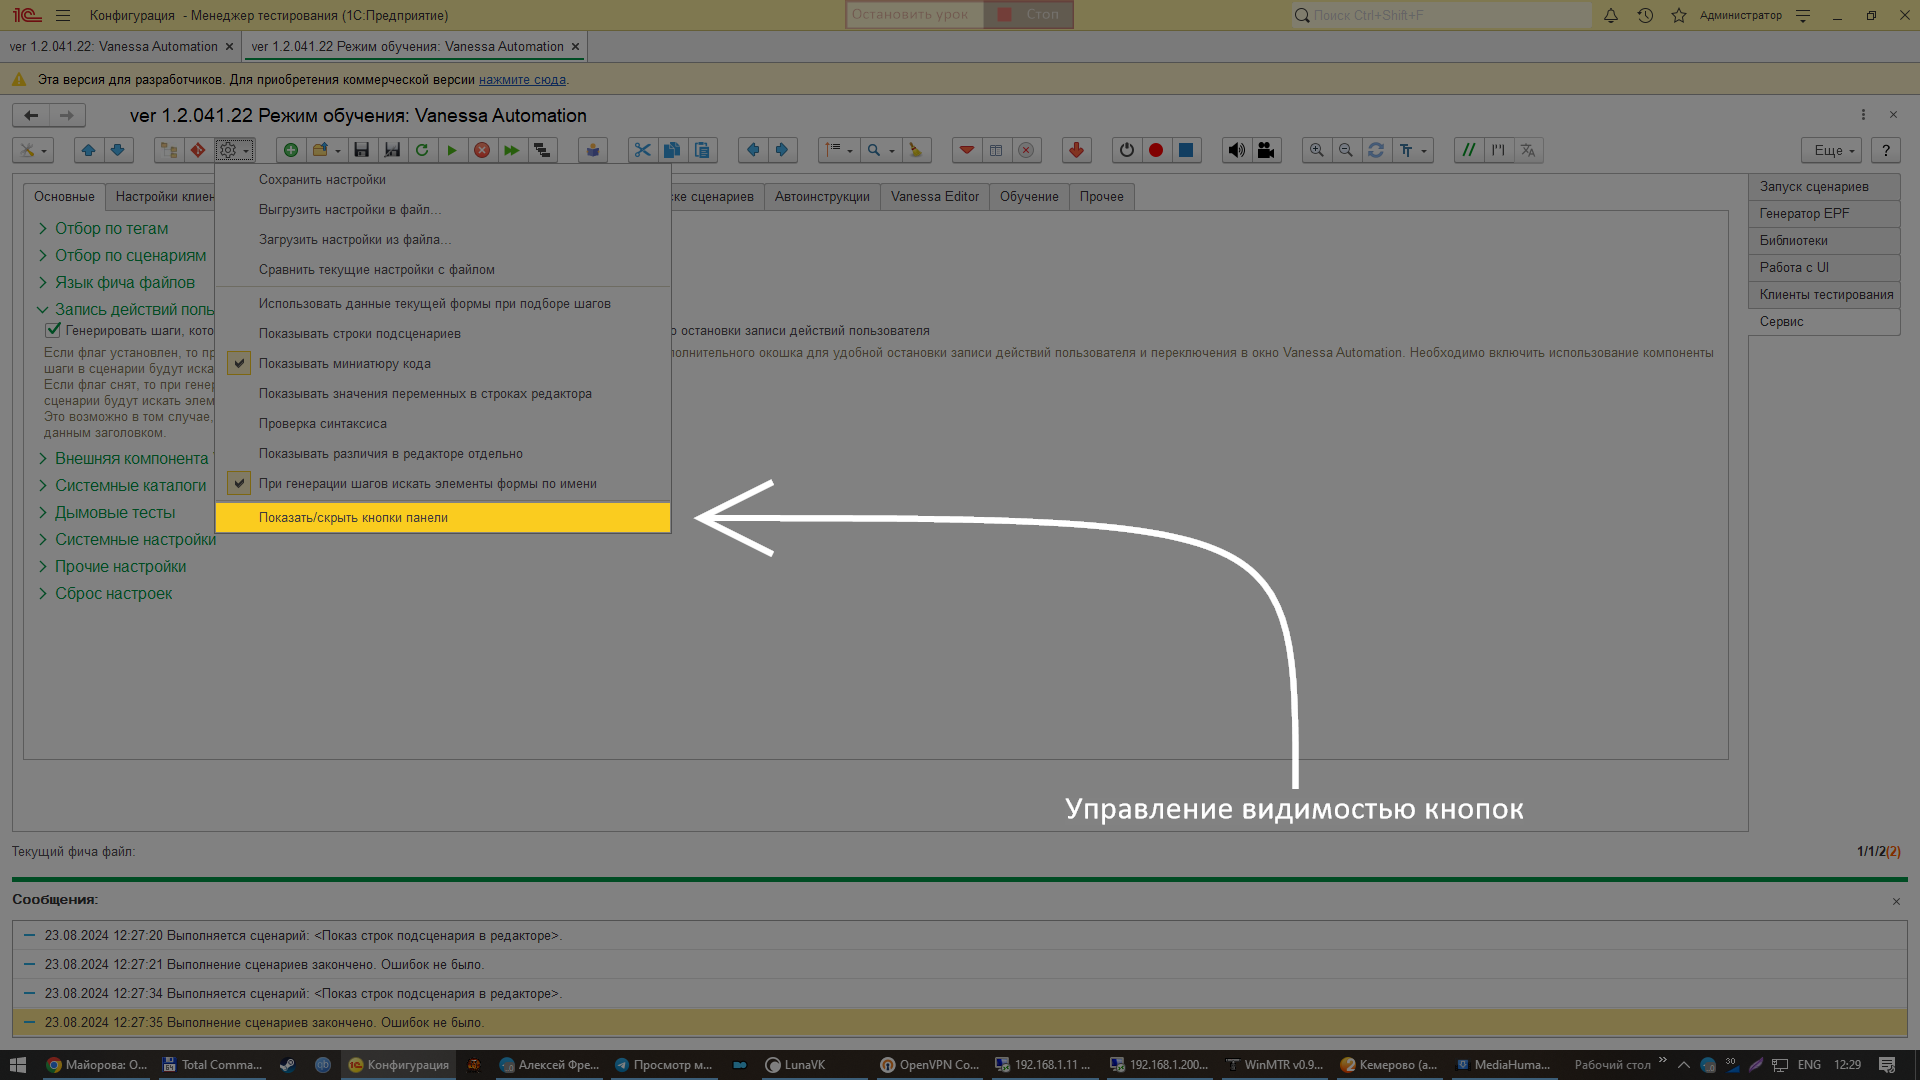 Конфигурация - Менеджер тестирования (1С:Предприятие)
Остановить урок Стоп
Поиск Ctrl+Shift+F
Администратор
ver 1.2.041.22: Vanessa Automation ×
ver 1.2.041.22 Режим обучения: Vanessa Automation ×
Эта версия для разработчиков. Для приобретения коммерческой версии нажмите сюда.
ver 1.2.041.22 Режим обучения: Vanessa Automation
Еще
?
Основные
Настройки клиен
ске сценариев
Автоинструкции
Vanessa Editor
Обучение
Прочее
Сохранить настройки
Выгрузить настройки в файл...
Загрузить настройки из файла...
Сравнить текущие настройки с файлом
Использовать данные текущей формы при подборе шагов
Показывать строки подсценариев
Показывать миниатюру кода
Показывать значения переменных в строках редактора
Проверка синтаксиса
Показывать различия в редакторе отдельно
При генерации шагов искать элементы формы по имени
Показать/скрыть кнопки панели
Отбор по тегам
Отбор по сценариям
Язык фича файлов
Запись действий поль
Генерировать шаги, кото
о остановки записи действий пользователя
Если флаг установлен, то пр
полнительного окошка для удобной остановки записи действий пользователя и переключения в окно Vanessa Automation. Необходимо включить использование компоненты
шаги в сценарии будут иска
Если флаг снят, то при гене
сценарии будут искать элем
Это возможно в том случае,
данным заголовком.
Внешняя компонента
Системные каталоги
Дымовые тесты
Системные настройки
Прочие настройки
Сброс настроек
Запуск сценариев
Генератор EPF
Библиотеки
Работа с UI
Клиенты тестирования
Сервис
Управление видимостью кнопок
Текущий фича файл:
1/1/2(2)
Сообщения:
23.08.2024 12:27:20 Выполняется сценарий: <Показ строк подсценария в редакторе>.
23.08.2024 12:27:21 Выполнение сценариев закончено. Ошибок не было.
23.08.2024 12:27:34 Выполняется сценарий: <Показ строк подсценария в редакторе>.
23.08.2024 12:27:35 Выполнение сценариев закончено. Ошибок не было.
Майорова: О...
Total Comma...
Конфигурация
Алексей Фре...
Просмотр м...
LunaVK
OpenVPN Co...
192.168.1.11 ...
192.168.1.200...
WinMTR v0.9...
Кемерово (а...
MediaHuma...
Рабочий стол
30
ENG
12:29